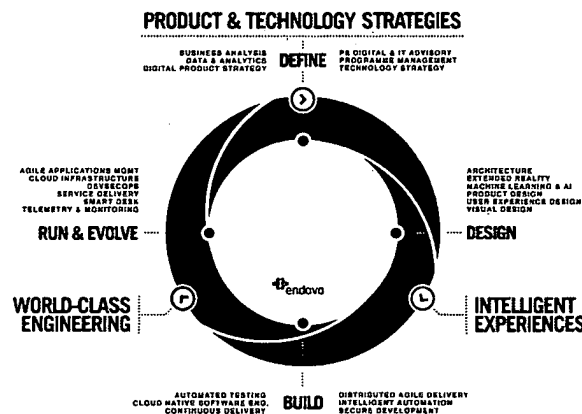 PRODUCT & TECHNOLOGY STRATEGIES
BUSINESS ANALYSIS
DATA & ANALYTICS
DIGITAL PRODUCT STRATEGY
DEFINE
PE DIGITAL & IT ADVISORY
PROGRAMME MANAGEMENT
TECHNOLOGY STRATEGY
AGILE APPLICATIONS MGMT
CLOUD INFRASTRUCTURE
DEVSECOPS
SERVICE DELIVERY
SMART DESK
TELEMETRY & MONITORING
RUN & EVOLVE
ARCHITECTURE
EXTENDED REALITY
MACHINE LEARNING & AI
PRODUCT DESIGN
USER EXPERIENCE DESIGN
VISUAL DESIGN
DESIGN
endava
WORLD-CLASS
ENGINEERING
INTELLIGENT
EXPERIENCES
AUTOMATED TESTING
CLOUD NATIVE SOFTWARE ENG.
CONTINUOUS DELIVERY
BUILD
DISTRIBUTED AGILE DELIVERY
INTELLIGENT AUTOMATION
SECURE DEVELOPMENT